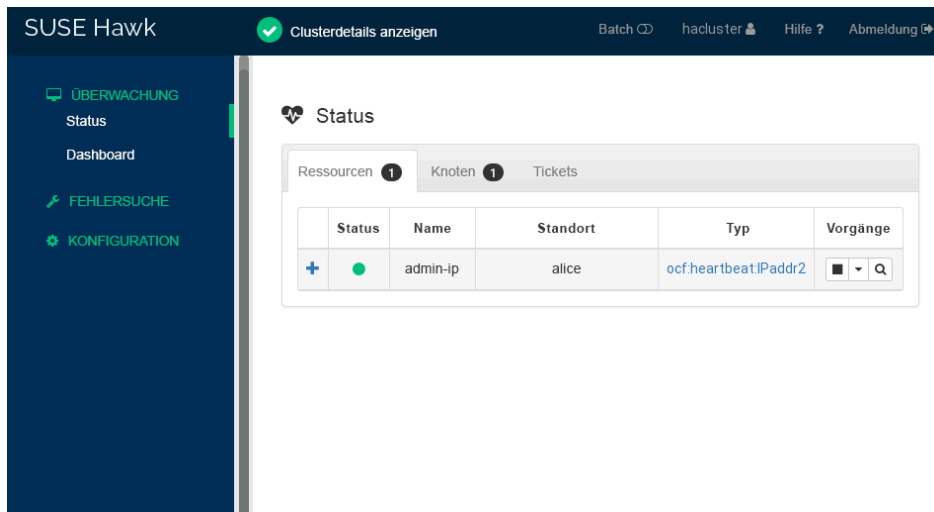 SUSE Hawk
Clusterdetails anzeigen
Batch
hacluster
Hilfe ?
Abmeldung
ÜBERWACHUNG
Status
Dashboard
FEHLERSUCHE
KONFIGURATION
Status
Ressourcen 1
Knoten 1
Tickets
Status Name Standort Typ Vorgänge
admin-ip alice ocf:heartbeat:IPaddr2